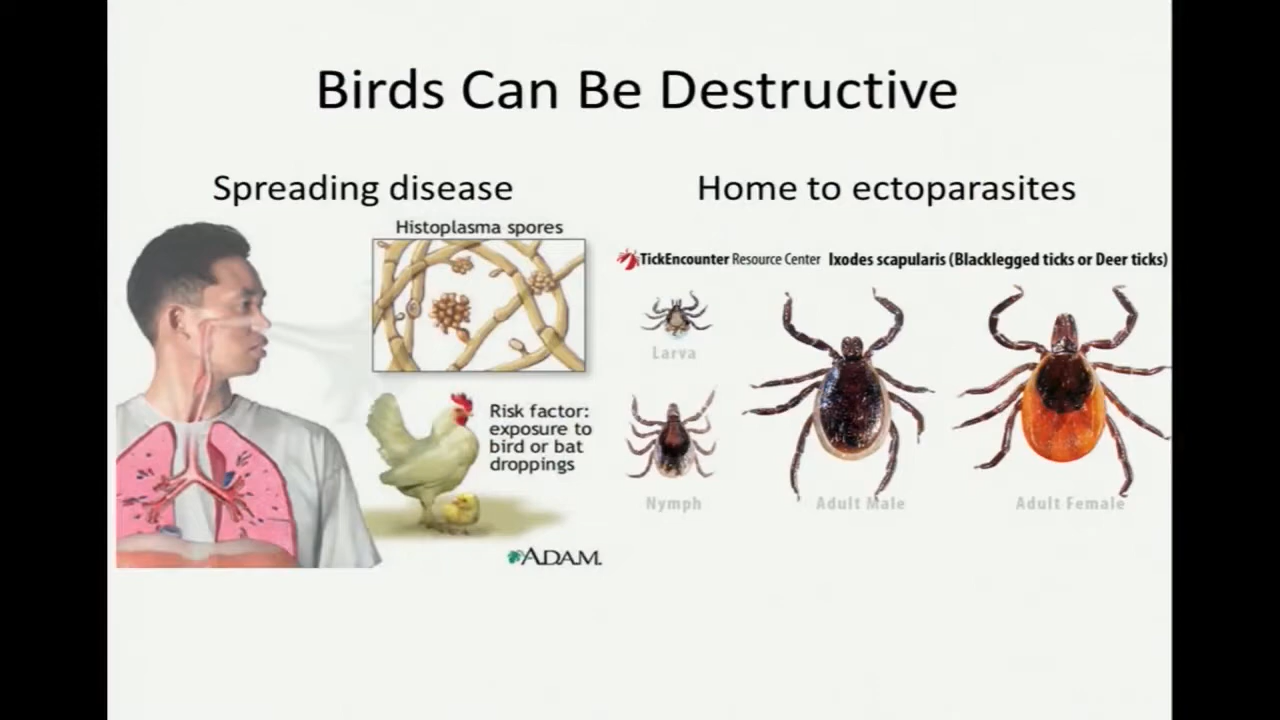 Birds Can Be Destructive
Spreading disease
Histoplasma spores
Risk factor:
exposure to
bird or bat
droppings
ADAM.
Home to ectoparasites
TickEncounter Resource Center Ixodes scapularis (Blacklegged ticks or Deer ticks)
Larva
Nymph
Adult Male
Adult Female